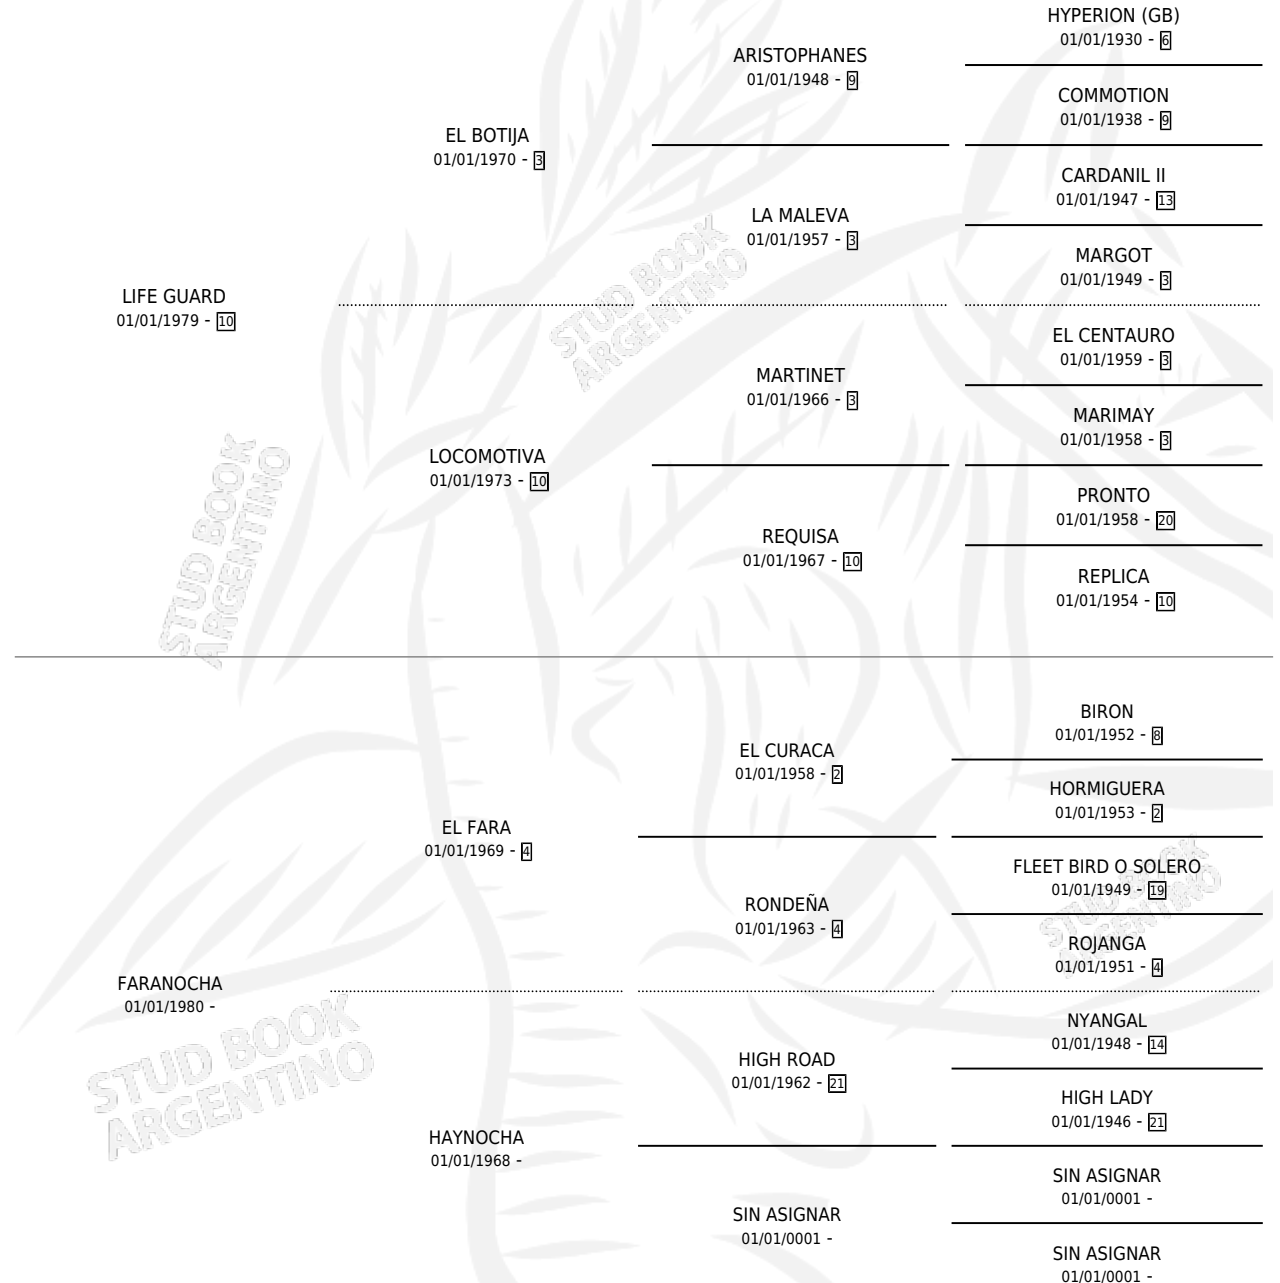 HYPERION (GB)
01/01/1930 - 6
ARISTOPHANES
01/01/1948 - 9
COMMOTION
01/01/1938 - 9
EL BOTIJA
01/01/1970 - 3
CARDANIL II
01/01/1947 - 13
LA MALEVA
01/01/1957 - 3
MARGOT
01/01/1949 - 3
LIFE GUARD
01/01/1979 - 10
EL CENTAURO
01/01/1959 - 3
MARTINET
01/01/1966 - 3
MARIMAY
01/01/1958 - 3
LOCOMOTIVA
01/01/1973 - 10
PRONTO
01/01/1958 - 20
REQUISA
01/01/1967 - 10
REPLICA
01/01/1954 - 10
STUD BOOK
ARGENTINO
STUD BOOK
ARGENTINO
BIRON
01/01/1952 - 8
EL CURACA
01/01/1958 - 2
HORMIGUERA
01/01/1953 - 2
EL FARA
01/01/1969 - 4
FLEET BIRD O SOLERO
01/01/1949 - 19
RONDEÑA
01/01/1963 - 4
ROJANGA
01/01/1951 - 4
FARANOCHA
01/01/1980 -
NYANGAL
01/01/1948 - 14
HIGH ROAD
01/01/1962 - 21
HIGH LADY
01/01/1946 - 21
HAYNOCHA
01/01/1968 -
SIN ASIGNAR
01/01/0001 -
SIN ASIGNAR
01/01/0001 -
SIN ASIGNAR
01/01/0001 -
STUD BOOK
ARGENTINO
STUD BOOK
ARGENTINO